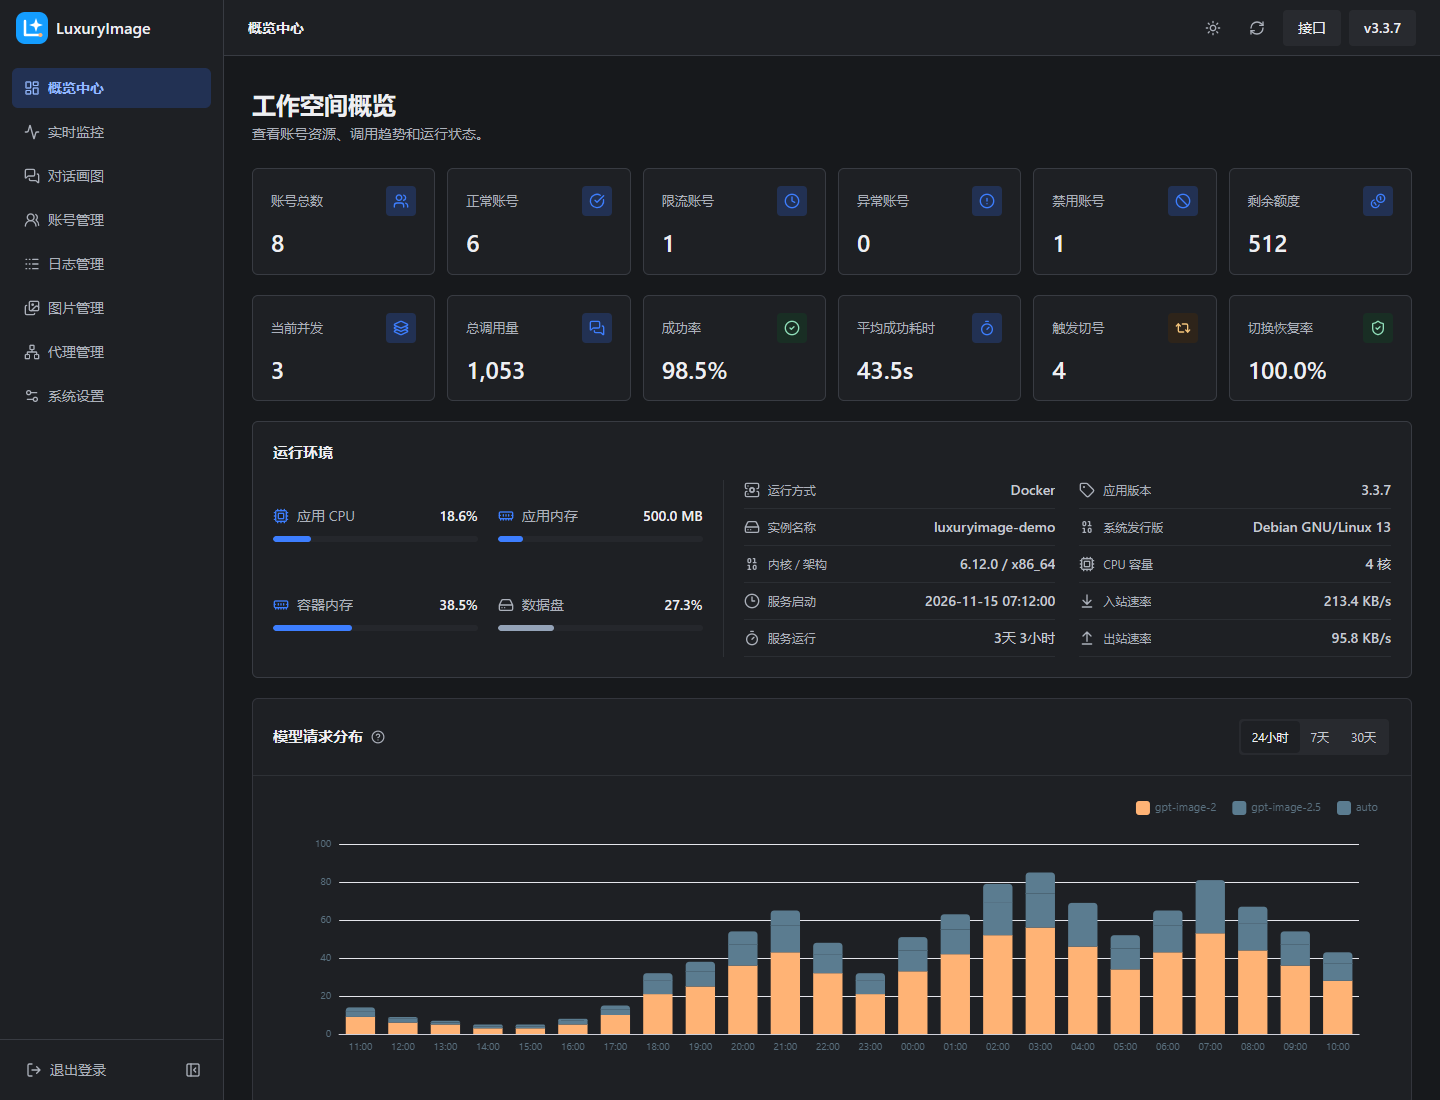 LuxuryImage
概览中心
实时监控
对话画图
账号管理
日志管理
图片管理
代理管理
系统设置
退出登录
概览中心
接口
v3.3.7
工作空间概览
查看账号资源、调用趋势和运行状态。
账号总数
8
正常账号
6
限流账号
1
异常账号
0
禁用账号
1
剩余额度
512
当前并发
3
总调用量
1,053
成功率
98.5%
平均成功耗时
43.5s
触发切号
4
切换恢复率
100.0%
运行环境
应用 CPU 18.6%
应用内存 500.0 MB
容器内存 38.5%
数据盘 27.3%
运行方式 Docker
应用版本 3.3.7
实例名称 luxuryimage-demo
系统发行版 Debian GNU/Linux 13
内核 / 架构 6.12.0 / x86_64
CPU 容量 4 核
服务启动 2026-11-15 07:12:00
入站速率 213.4 KB/s
服务运行 3天 3小时
出站速率 95.8 KB/s
模型请求分布
24小时 7天 30天
gpt-image-2 gpt-image-2.5 auto
100
80
60
40
20
0
11:00 12:00 13:00 14:00 15:00 16:00 17:00 18:00 19:00 20:00 21:00 22:00 23:00 00:00 01:00 02:00 03:00 04:00 05:00 06:00 07:00 08:00 09:00 10:00